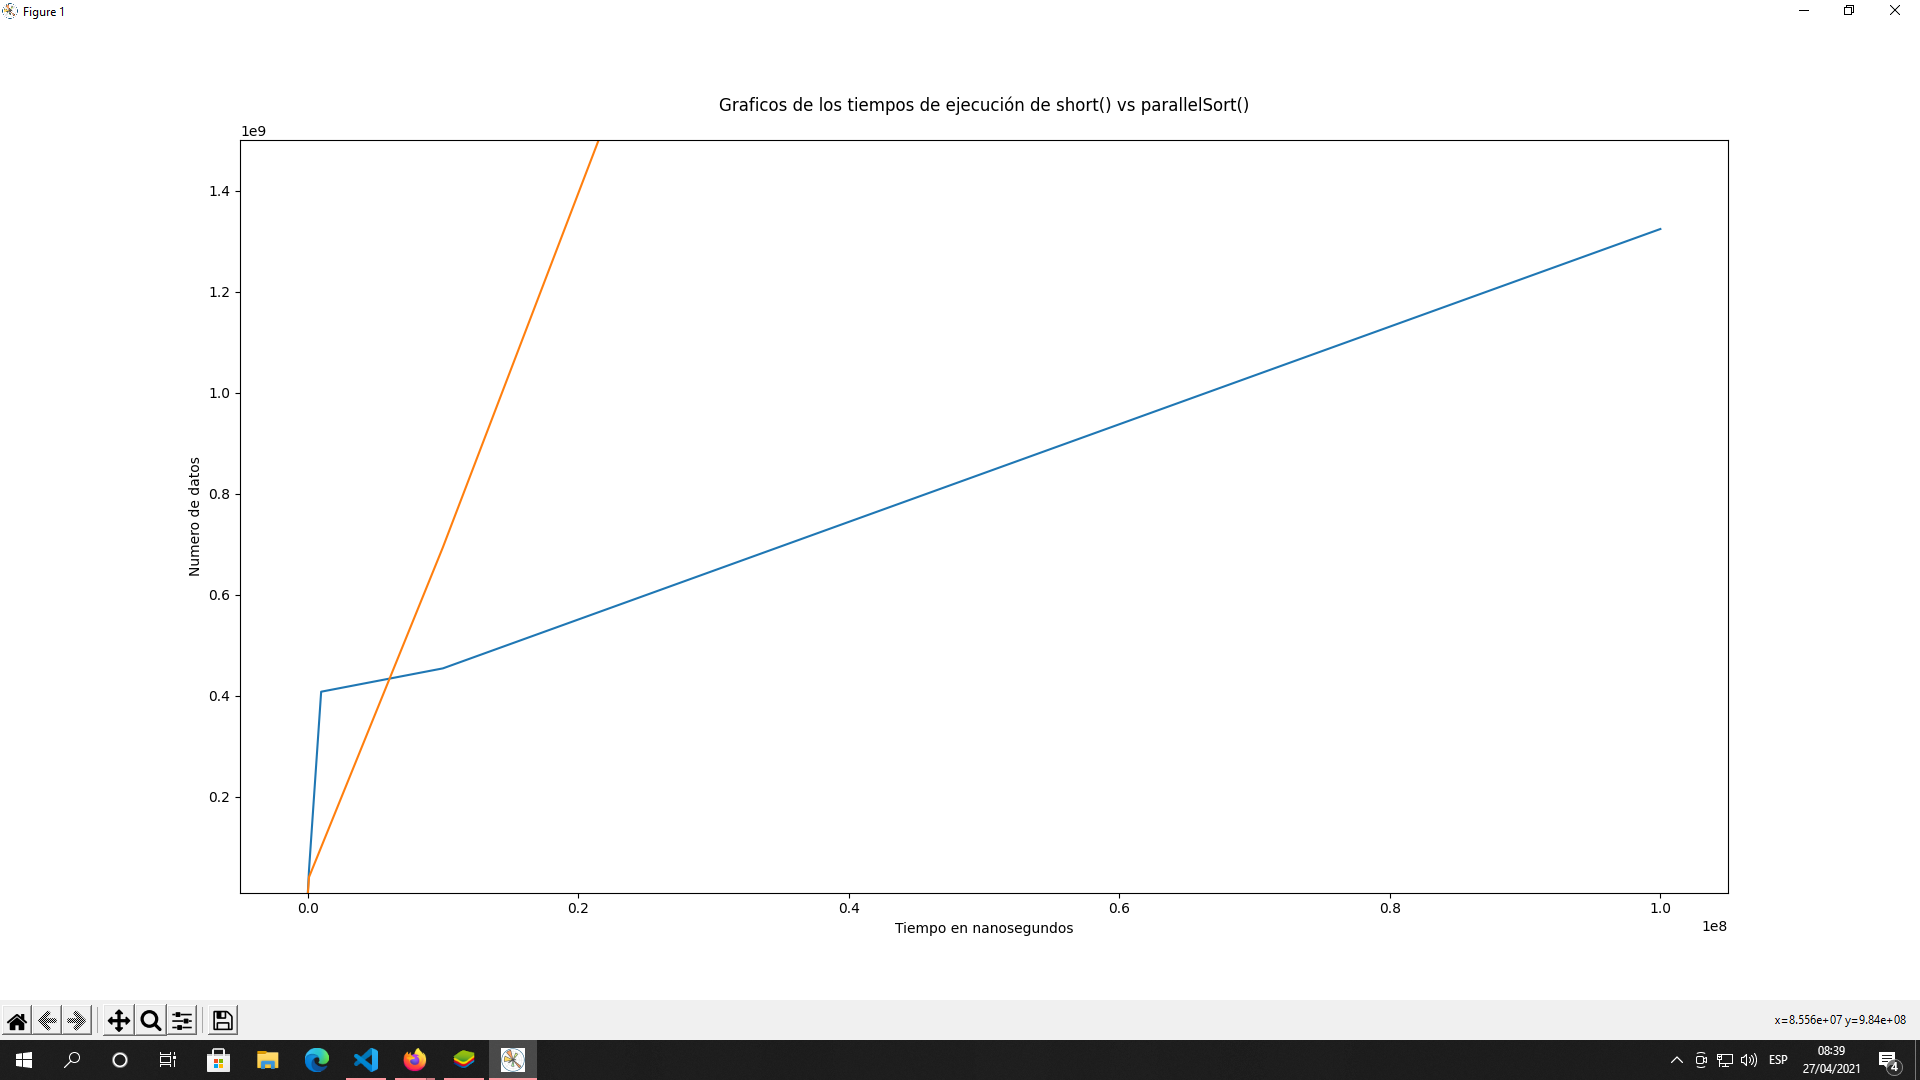 Figure 1
Graficos de los tiempos de ejecución de short() vs parallelSort()
1e9
1.4
1.2
1.0
0.8
0.6
0.4
0.2
Numero de datos
0.0 0.2 0.4 0.6 0.8 1.0
1e8
Tiempo en nanosegundos
x=8.556e+07 y=9.84e+08
ESP
08:39
27/04/2021
4